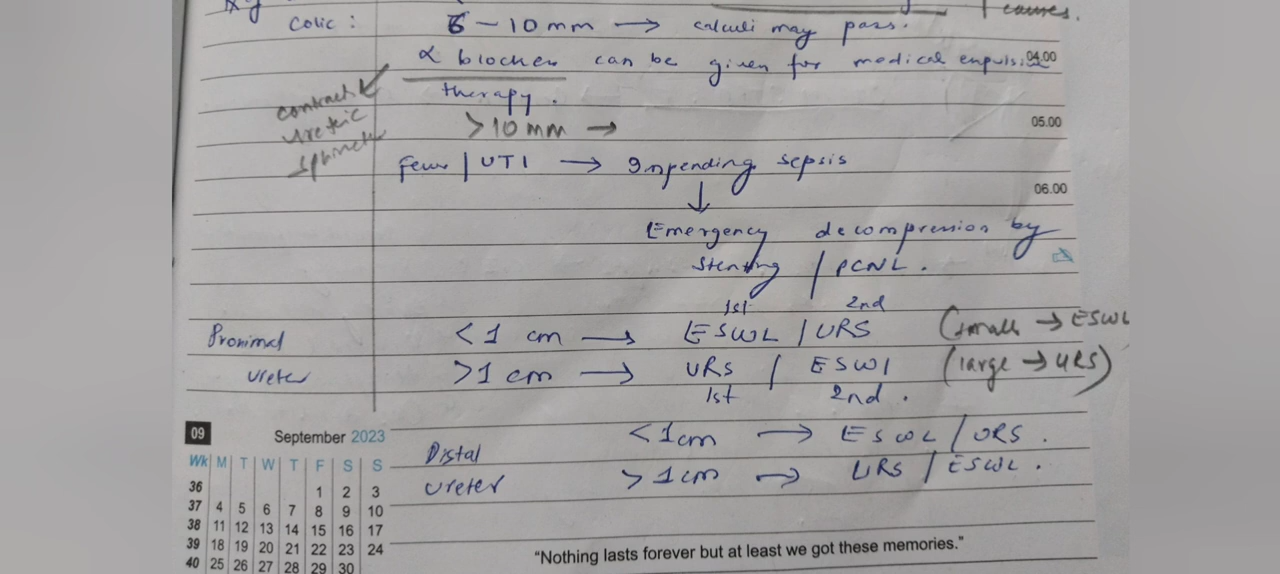 causes.
Colic : 6 – 10 mm → calculi may pass.
α blocker can be given for medical expulsive
04.00
therapy.
contract
ureteric
sphincter
>10 mm →
05.00
Fever | UTI → Impending sepsis
↓
06.00
Emergency decompression by
stenting / PCNL.
1st 2nd
Proximal <1 cm → ESWL / URS (small → ESWL
Ureter >1 cm → URS / ESWl (large → URS)
1st 2nd.
Distal <1cm → ESWL / URS.
Ureter >1cm → URS / ESWL.
09 September 2023
Wk M T W T F S S
36 1 2 3
37 4 5 6 7 8 9 10
38 11 12 13 14 15 16 17
39 18 19 20 21 22 23 24
40 25 26 27 28 29 30
"Nothing lasts forever but at least we got these memories."